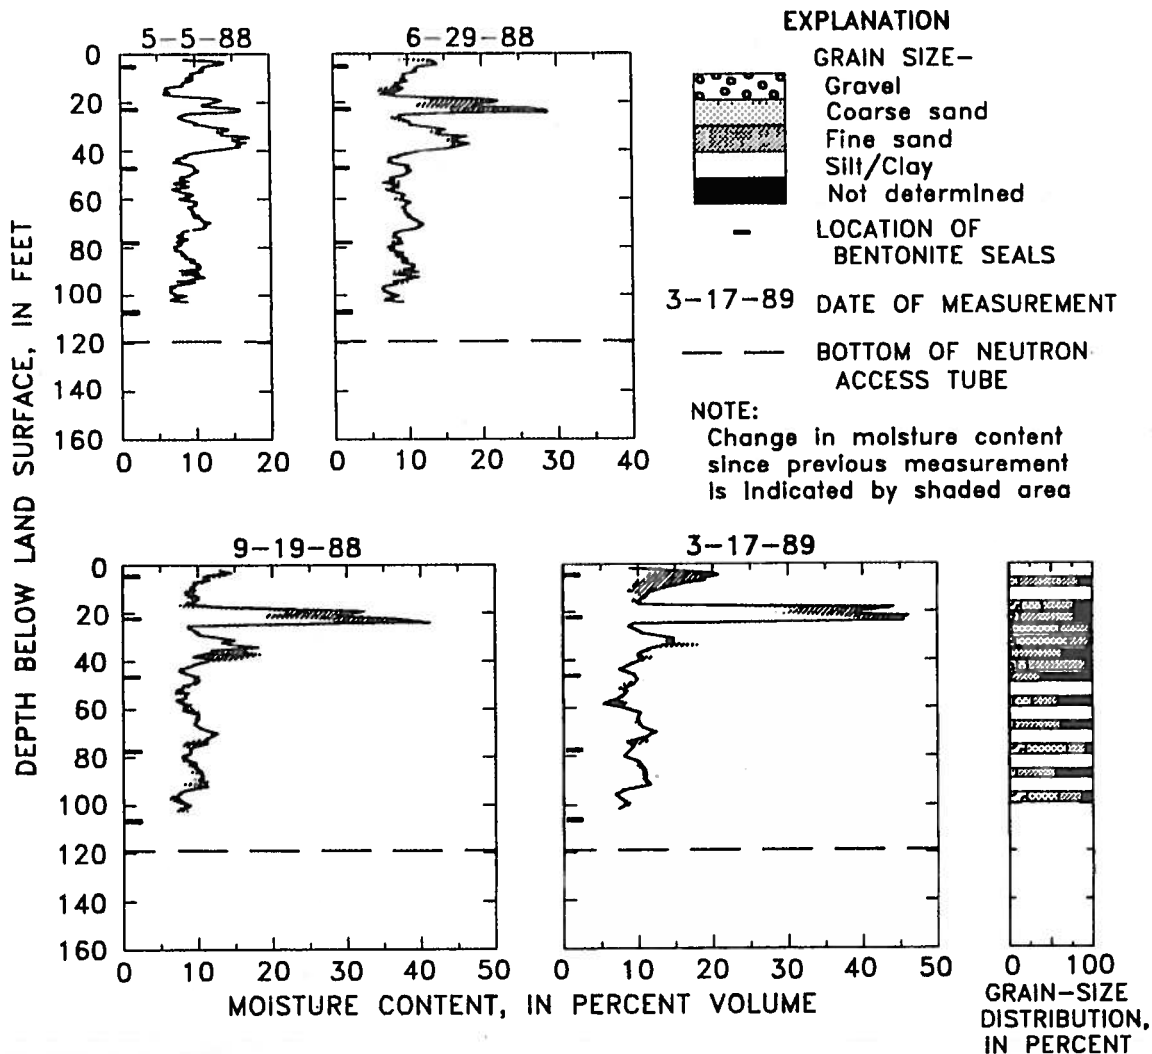 EXPLANATION
5-5-88
6-29-88
GRAIN SIZE-
Gravel
Coarse sand
Fine sand
Silt/Clay
Not determined
LOCATION OF
BENTONITE SEALS
3-17-89 DATE OF MEASUREMENT
BOTTOM OF NEUTRON
ACCESS TUBE
NOTE:
Change in moisture content
since previous measurement
is indicated by shaded area
0
20
40
60
80
100
120
140
160
0 10 20
0 10 20 30 40
DEPTH BELOW LAND SURFACE, IN FEET
9-19-88
3-17-89
0
20
40
60
80
100
120
140
160
0 10 20 30 40 50
0 10 20 30 40 50
0 100
MOISTURE CONTENT, IN PERCENT VOLUME
GRAIN-SIZE
DISTRIBUTION,
IN PERCENT